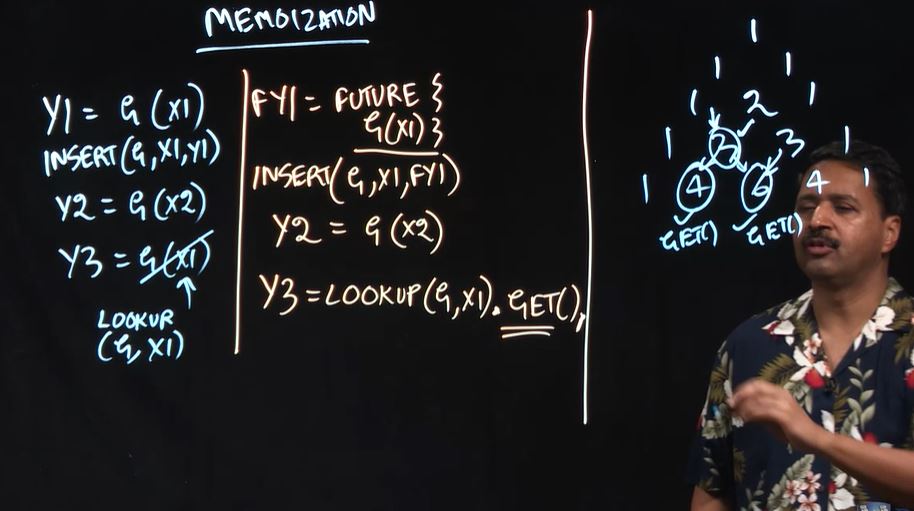 MEMOIZATION
Y1 = G(X1)
INSERT(G,X1,Y1)
Y2 = G(X2)
Y3 = G(X1)
LOOKUP
(G,X1)
FY1 = FUTURE {
G(X1)}
INSERT(G,X1,FY1)
Y2 = G(X2)
Y3 = LOOKUP(G,X1).GET();
1
1 1
1 2 1
1 3 3 1
1 4 6 4 1
GET() GET()